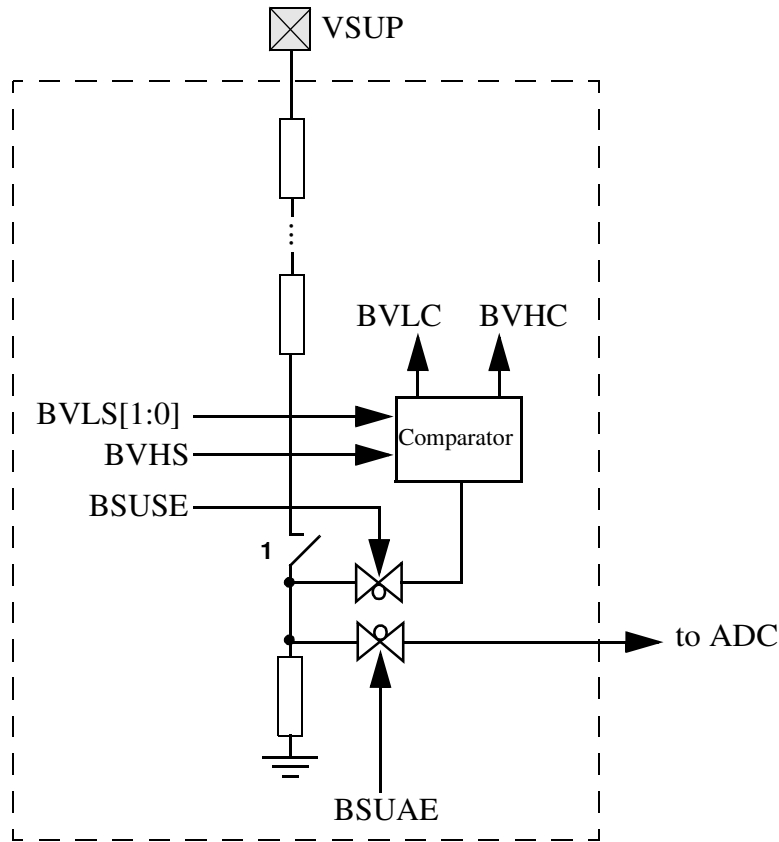 VSUP
BVLC BVHC
BVLS[1:0]
Comparator
BVHS
BSUSE
1
to ADC
BSUAE